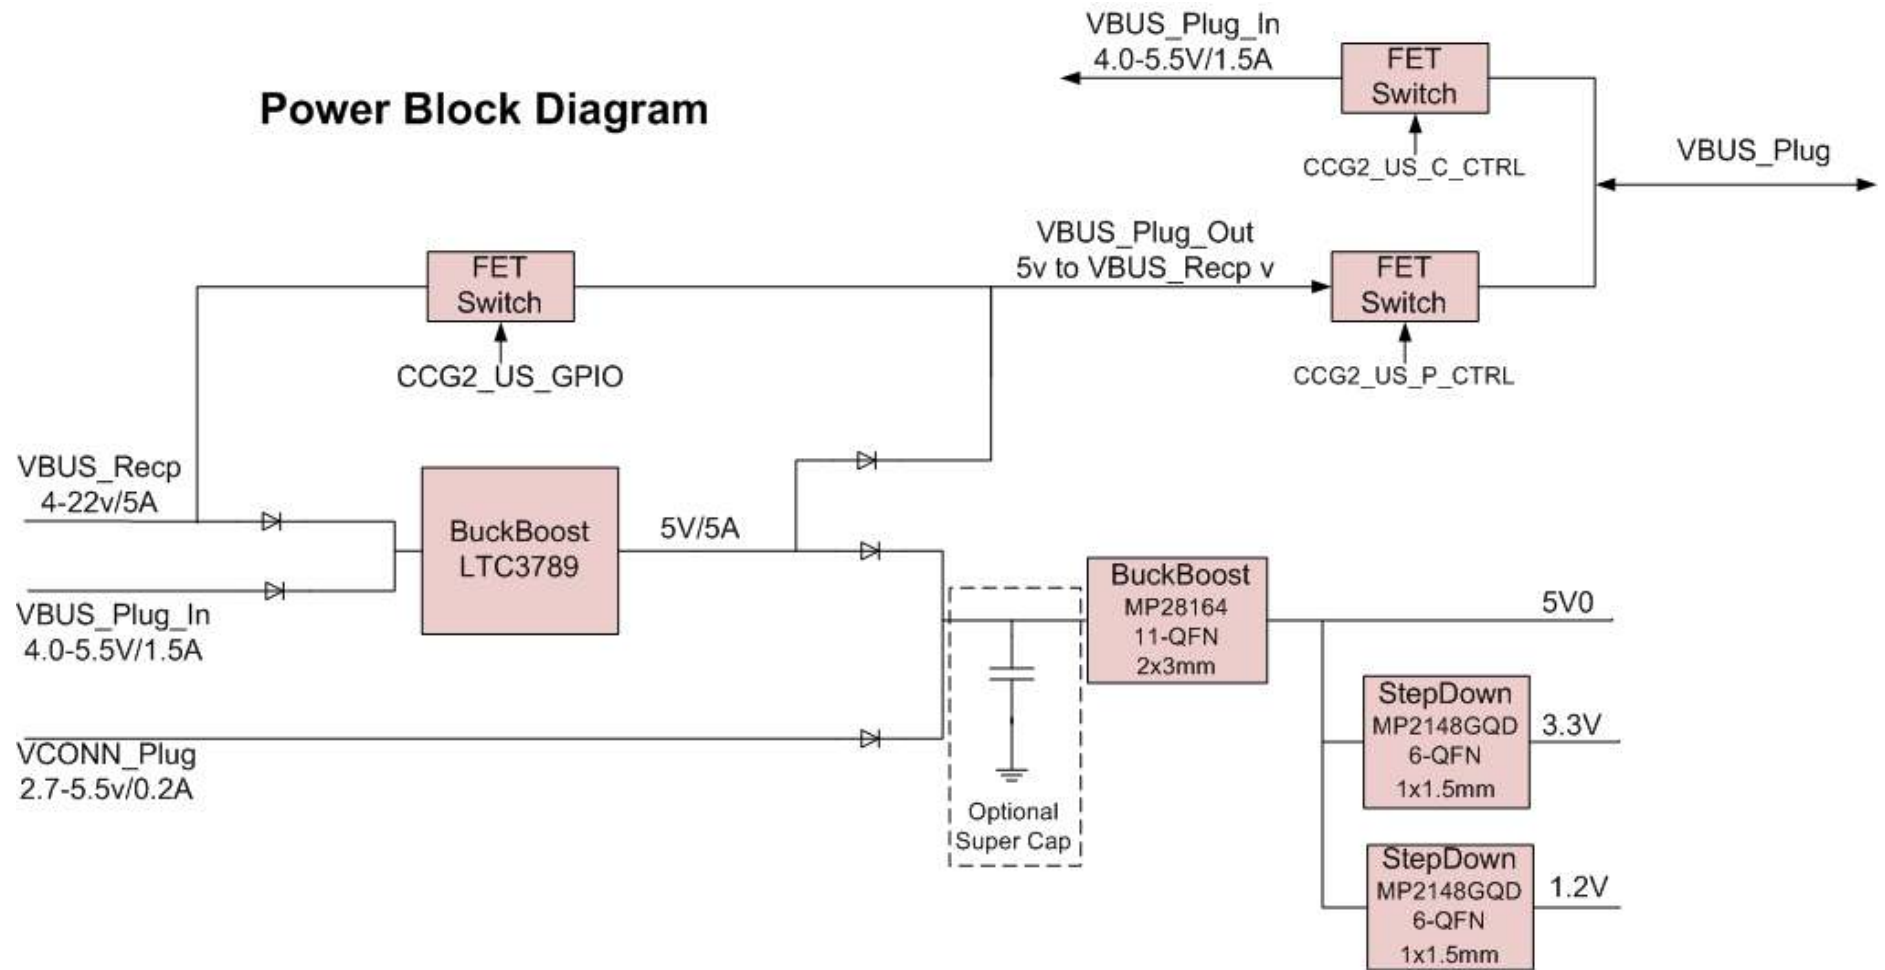 Power Block Diagram
VBUS_Plug_In
4.0-5.5V/1.5A
FET
Switch
CCG2_US_C_CTRL
VBUS_Plug
VBUS_Plug_Out
5v to VBUS_Recp v
FET
Switch
CCG2_US_P_CTRL
FET
Switch
CCG2_US_GPIO
VBUS_Recp
4-22v/5A
BuckBoost
LTC3789
5V/5A
VBUS_Plug_In
4.0-5.5V/1.5A
VCONN_Plug
2.7-5.5v/0.2A
Optional
Super Cap
BuckBoost
MP28164
11-QFN
2x3mm
5V0
StepDown
MP2148GQD
6-QFN
1x1.5mm
3.3V
StepDown
MP2148GQD
6-QFN
1x1.5mm
1.2V